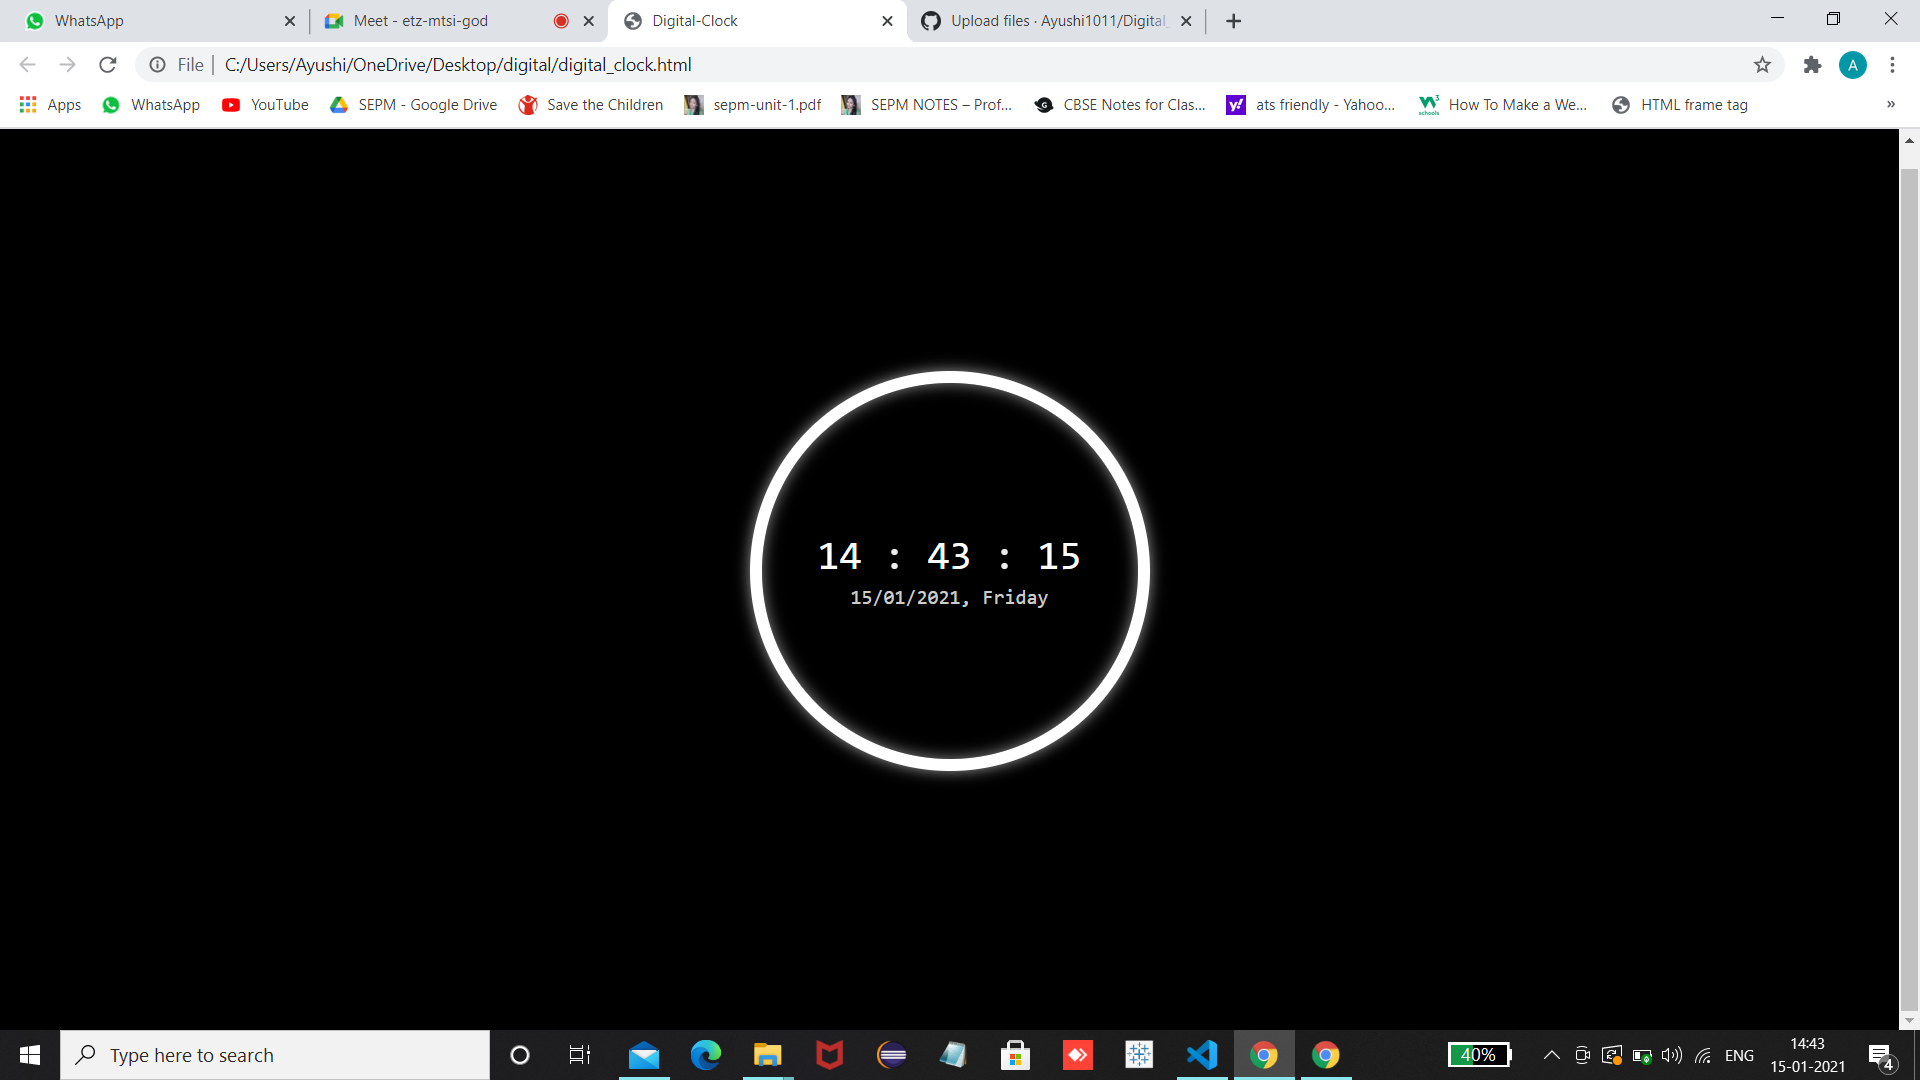 WhatsApp
Meet - etz-mtsi-god
Digital-Clock
Upload files · Ayushi1011/Digital_
File
C:/Users/Ayushi/OneDrive/Desktop/digital/digital_clock.html
A
Apps
WhatsApp
YouTube
SEPM - Google Drive
Save the Children
sepm-unit-1.pdf
SEPM NOTES – Prof...
CBSE Notes for Clas...
ats friendly - Yahoo...
How To Make a We...
HTML frame tag
»
14 : 43 : 15
15/01/2021, Friday
Type here to search
40%
ENG
14:43
15-01-2021
4